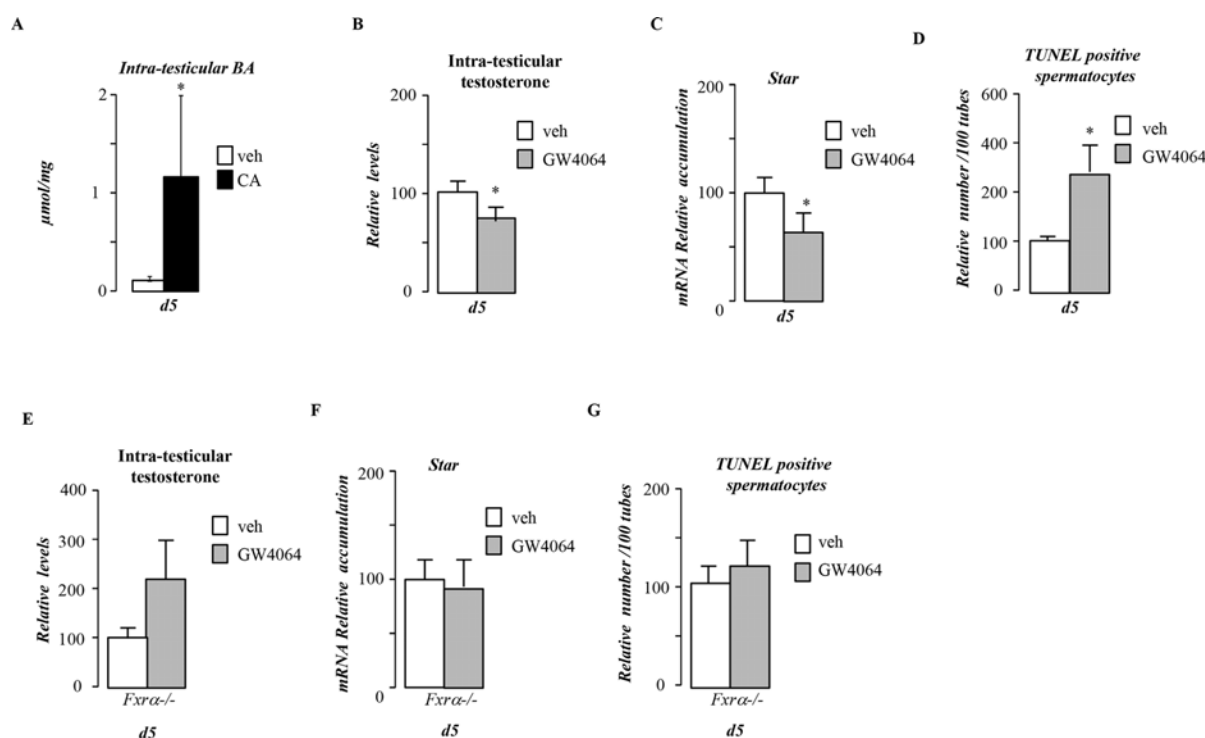 A
Intra-testicular BA
*
2
1
0
µmol/mg
veh
CA
d5
B
Intra-testicular
testosterone
200
100
0
Relative levels
*
veh
GW4064
d5
C
Star
200
100
0
mRNA Relative accumulation
*
veh
GW4064
d5
D
TUNEL positive
spermatocytes
600
200
100
0
Relative number /100 tubes
*
veh
GW4064
d5
E
Intra-testicular
testosterone
400
300
200
100
0
Relative levels
veh
GW4064
Fxrα-/-
d5
F
Star
200
100
0
mRNA Relative accumulation
veh
GW4064
Fxrα-/-
d5
G
TUNEL positive
spermatocytes
200
100
0
Relative number /100 tubes
veh
GW4064
Fxrα-/-
d5